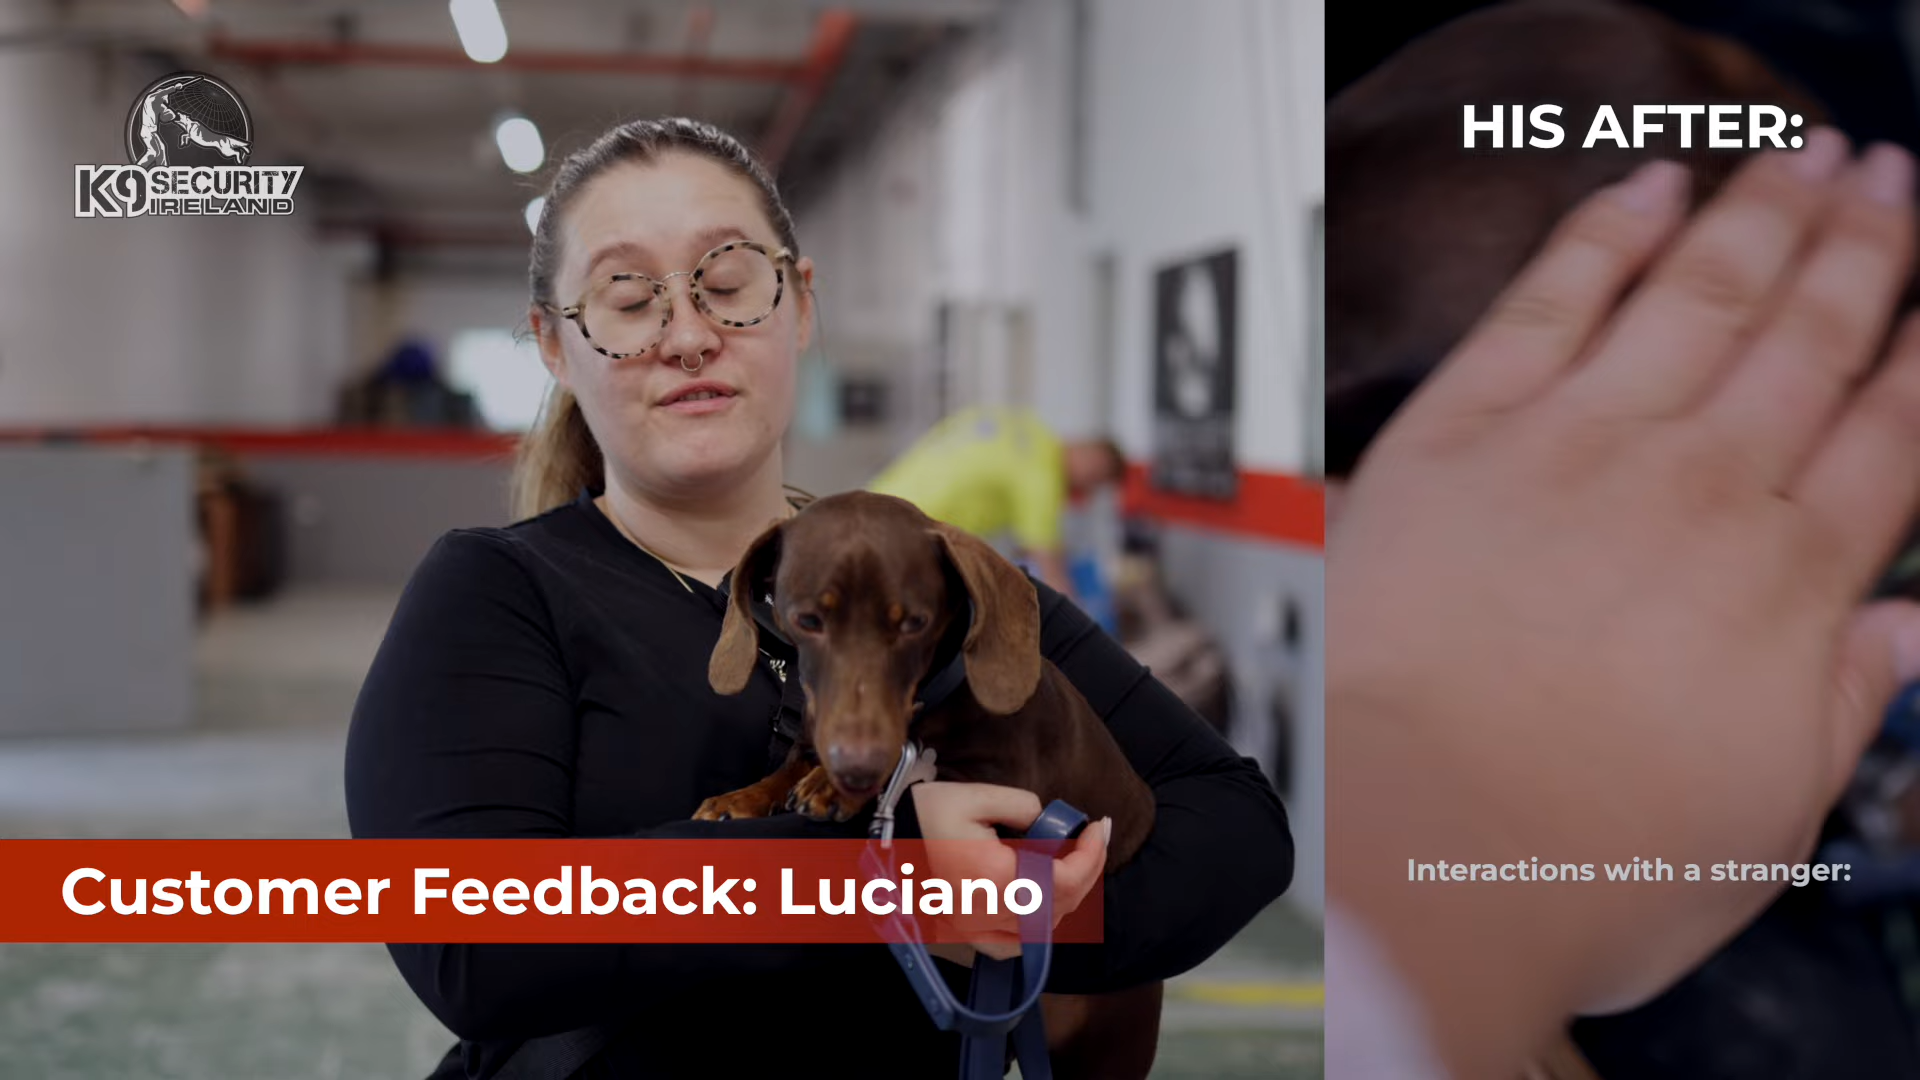 K9 SECURITY
IRELAND
HIS AFTER:
Interactions with a stranger:
Customer Feedback: Luciano